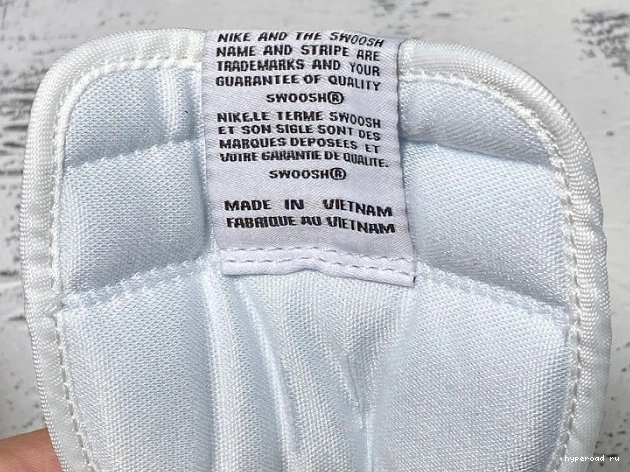 NIKE AND THE SWOOSH
NAME AND STRIPE ARE
TRADEMARKS AND YOUR
GUARANTEE OF QUALITY
SWOOSH®
NIKE.LE TERME SWOOSH
ET SON SIGLE SONT DES
MARQUES DEPOSEES ET
VOTRE GARANTIE DE QUALITE.
SWOOSH®
MADE IN VIETNAM
FABRIQUE AU VIETNAM
hyperoad ru